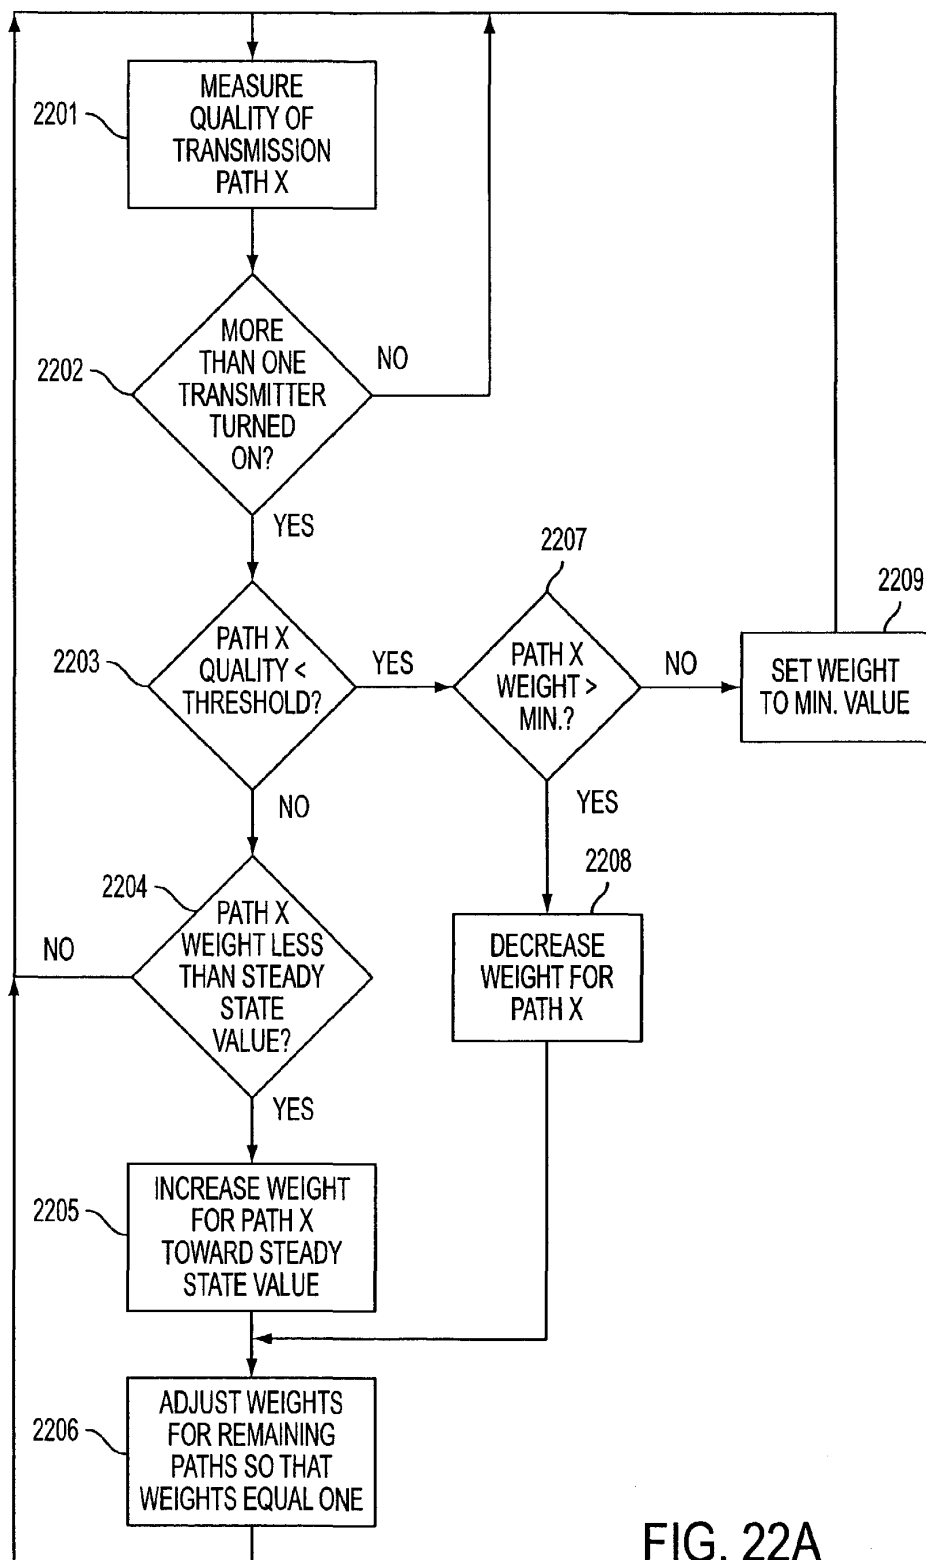 2201
MEASURE
QUALITY OF
TRANSMISSION
PATH X
2202
MORE
THAN ONE
TRANSMITTER
TURNED
ON?
NO
YES
2203
PATH X
QUALITY <
THRESHOLD?
YES
NO
2207
PATH X
WEIGHT >
MIN.?
NO
YES
2209
SET WEIGHT
TO MIN. VALUE
2204
PATH X
WEIGHT LESS
THAN STEADY
STATE
VALUE?
NO
YES
2208
DECREASE
WEIGHT FOR
PATH X
2205
INCREASE WEIGHT
FOR PATH X
TOWARD STEADY
STATE VALUE
2206
ADJUST WEIGHTS
FOR REMAINING
PATHS SO THAT
WEIGHTS EQUAL ONE
FIG. 22A